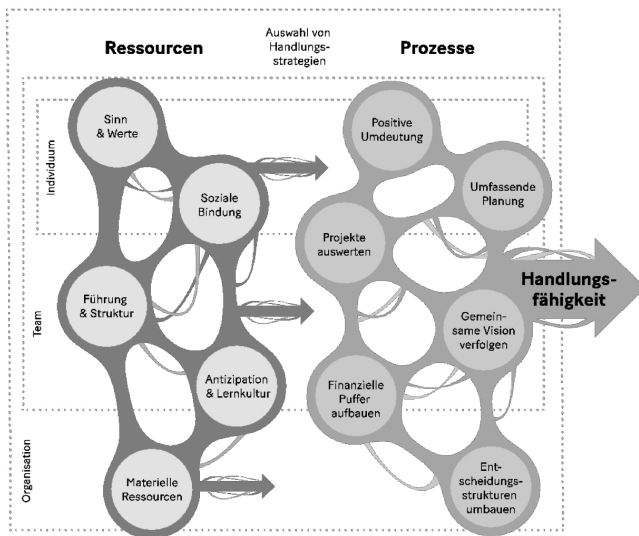 Ressourcen
Auswahl von
Handlungs-
strategien
Prozesse
Individuum
Team
Organisation
Sinn
& Werte
Soziale
Bindung
Führung
& Struktur
Antizipation
& Lernkultur
Materielle
Ressourcen
Positive
Umdeutung
Umfassende
Planung
Projekte
auswerten
Gemein-
same Vision
verfolgen
Finanzielle
Puffer
aufbauen
Ent-
scheidungs-
strukturen
umbauen
Handlungs-
fähigkeit